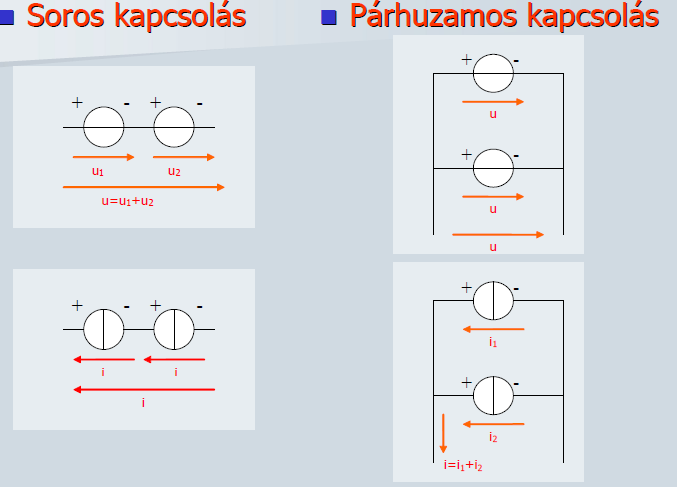 Soros kapcsolás
+ - + -
u₁ u₂
u=u₁+u₂
+ - + -
i i
i
Párhuzamos kapcsolás
+ -
u
+ -
u
u
+ -
i₁
+ -
i₂
i=i₁+i₂